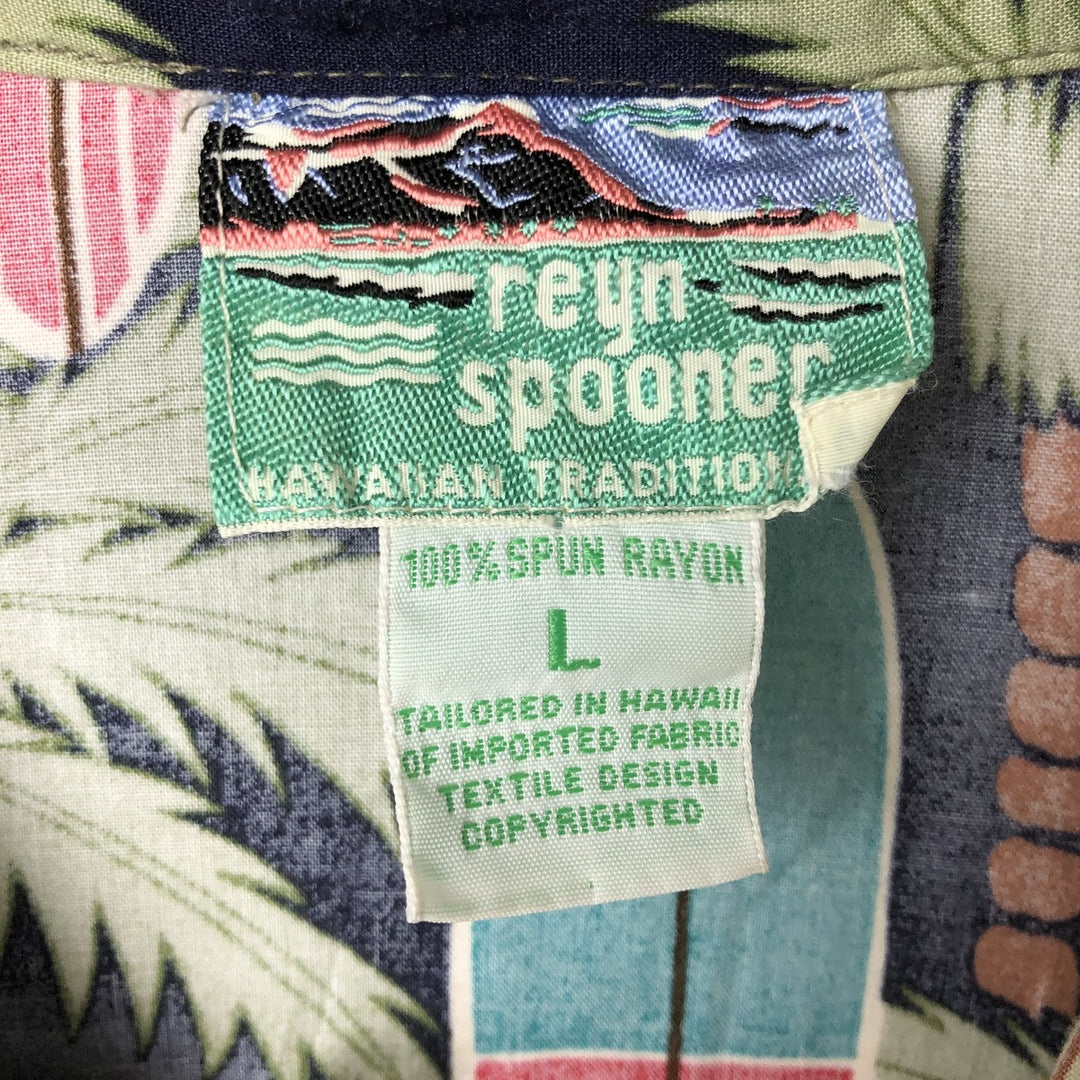 reyn
spooner
HAWAIIAN TRADITION
100% SPUN RAYON
L
TAILORED IN HAWAII
OF IMPORTED FABRIC
TEXTILE DESIGN
COPYRIGHTED